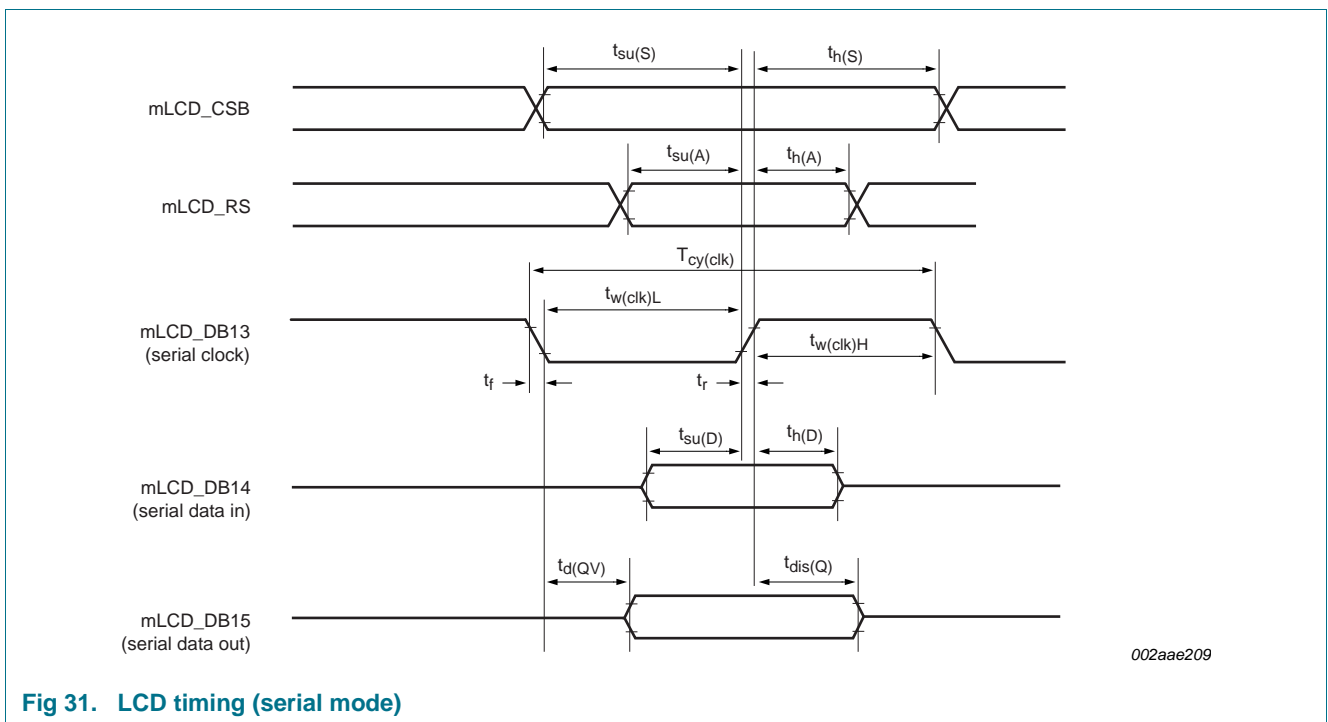 tsu(S)
th(S)
mLCD_CSB
tsu(A)
th(A)
mLCD_RS
Tcy(clk)
tw(clk)L
mLCD_DB13
(serial clock)
tw(clk)H
tf
tr
tsu(D)
th(D)
mLCD_DB14
(serial data in)
td(QV)
tdis(Q)
mLCD_DB15
(serial data out)
002aae209
Fig 31. LCD timing (serial mode)